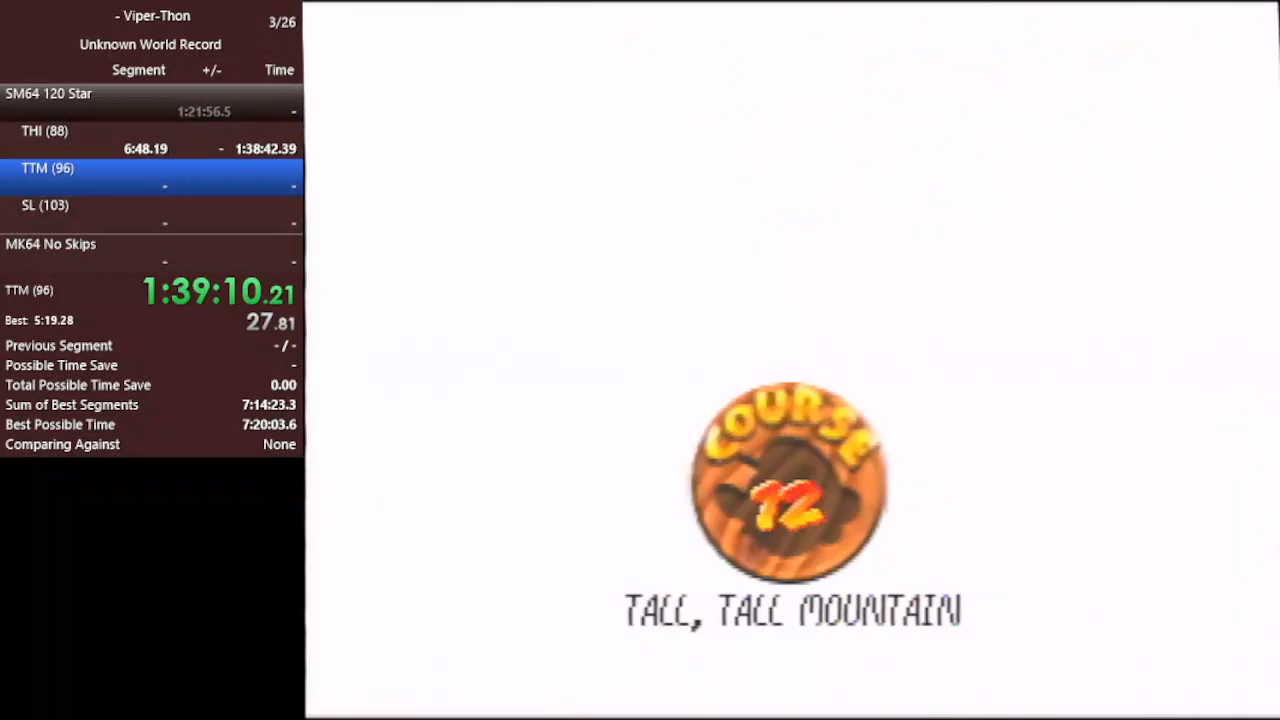 - Viper-Thon
3/26
Unknown World Record
Segment +/- Time
SM64 120 Star
1:21:56.5 -
THI (88)
6:48.19 - 1:38:42.39
TTM (96)
- -
SL (103)
- -
MK64 No Skips
- -
TTM (96) 1:39:10.21
Best: 5:19.28 27.81
Previous Segment - / -
Possible Time Save -
Total Possible Time Save 0.00
Sum of Best Segments 7:14:23.3
Best Possible Time 7:20:03.6
Comparing Against None
COURSE
12
TALL, TALL MOUNTAIN